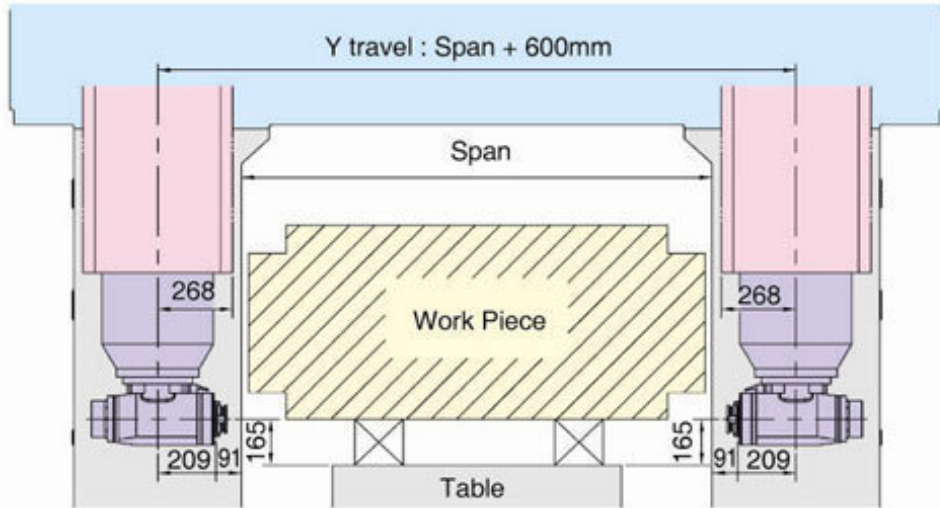 Y travel : Span + 600mm
Span
268
268
Work Piece
165
165
209
91
91
209
Table